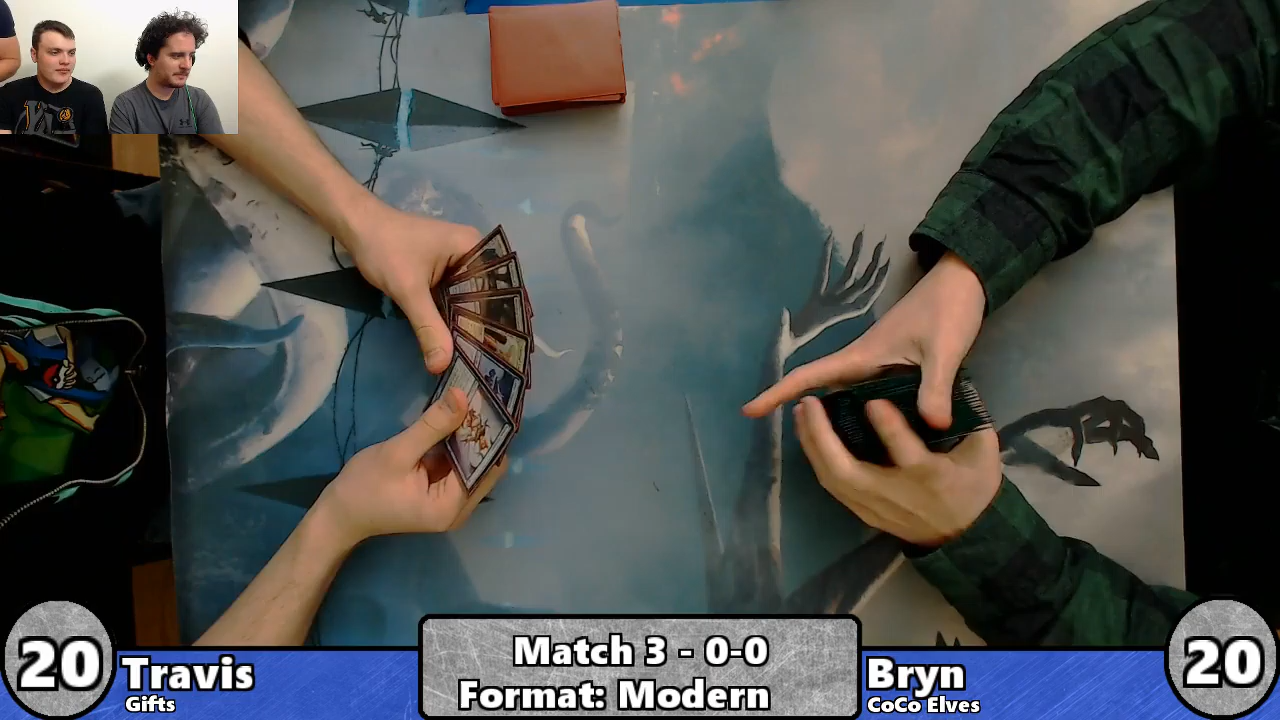 20
Travis
Gifts
Match 3 - 0-0
Format: Modern
Bryn
CoCo Elves
20